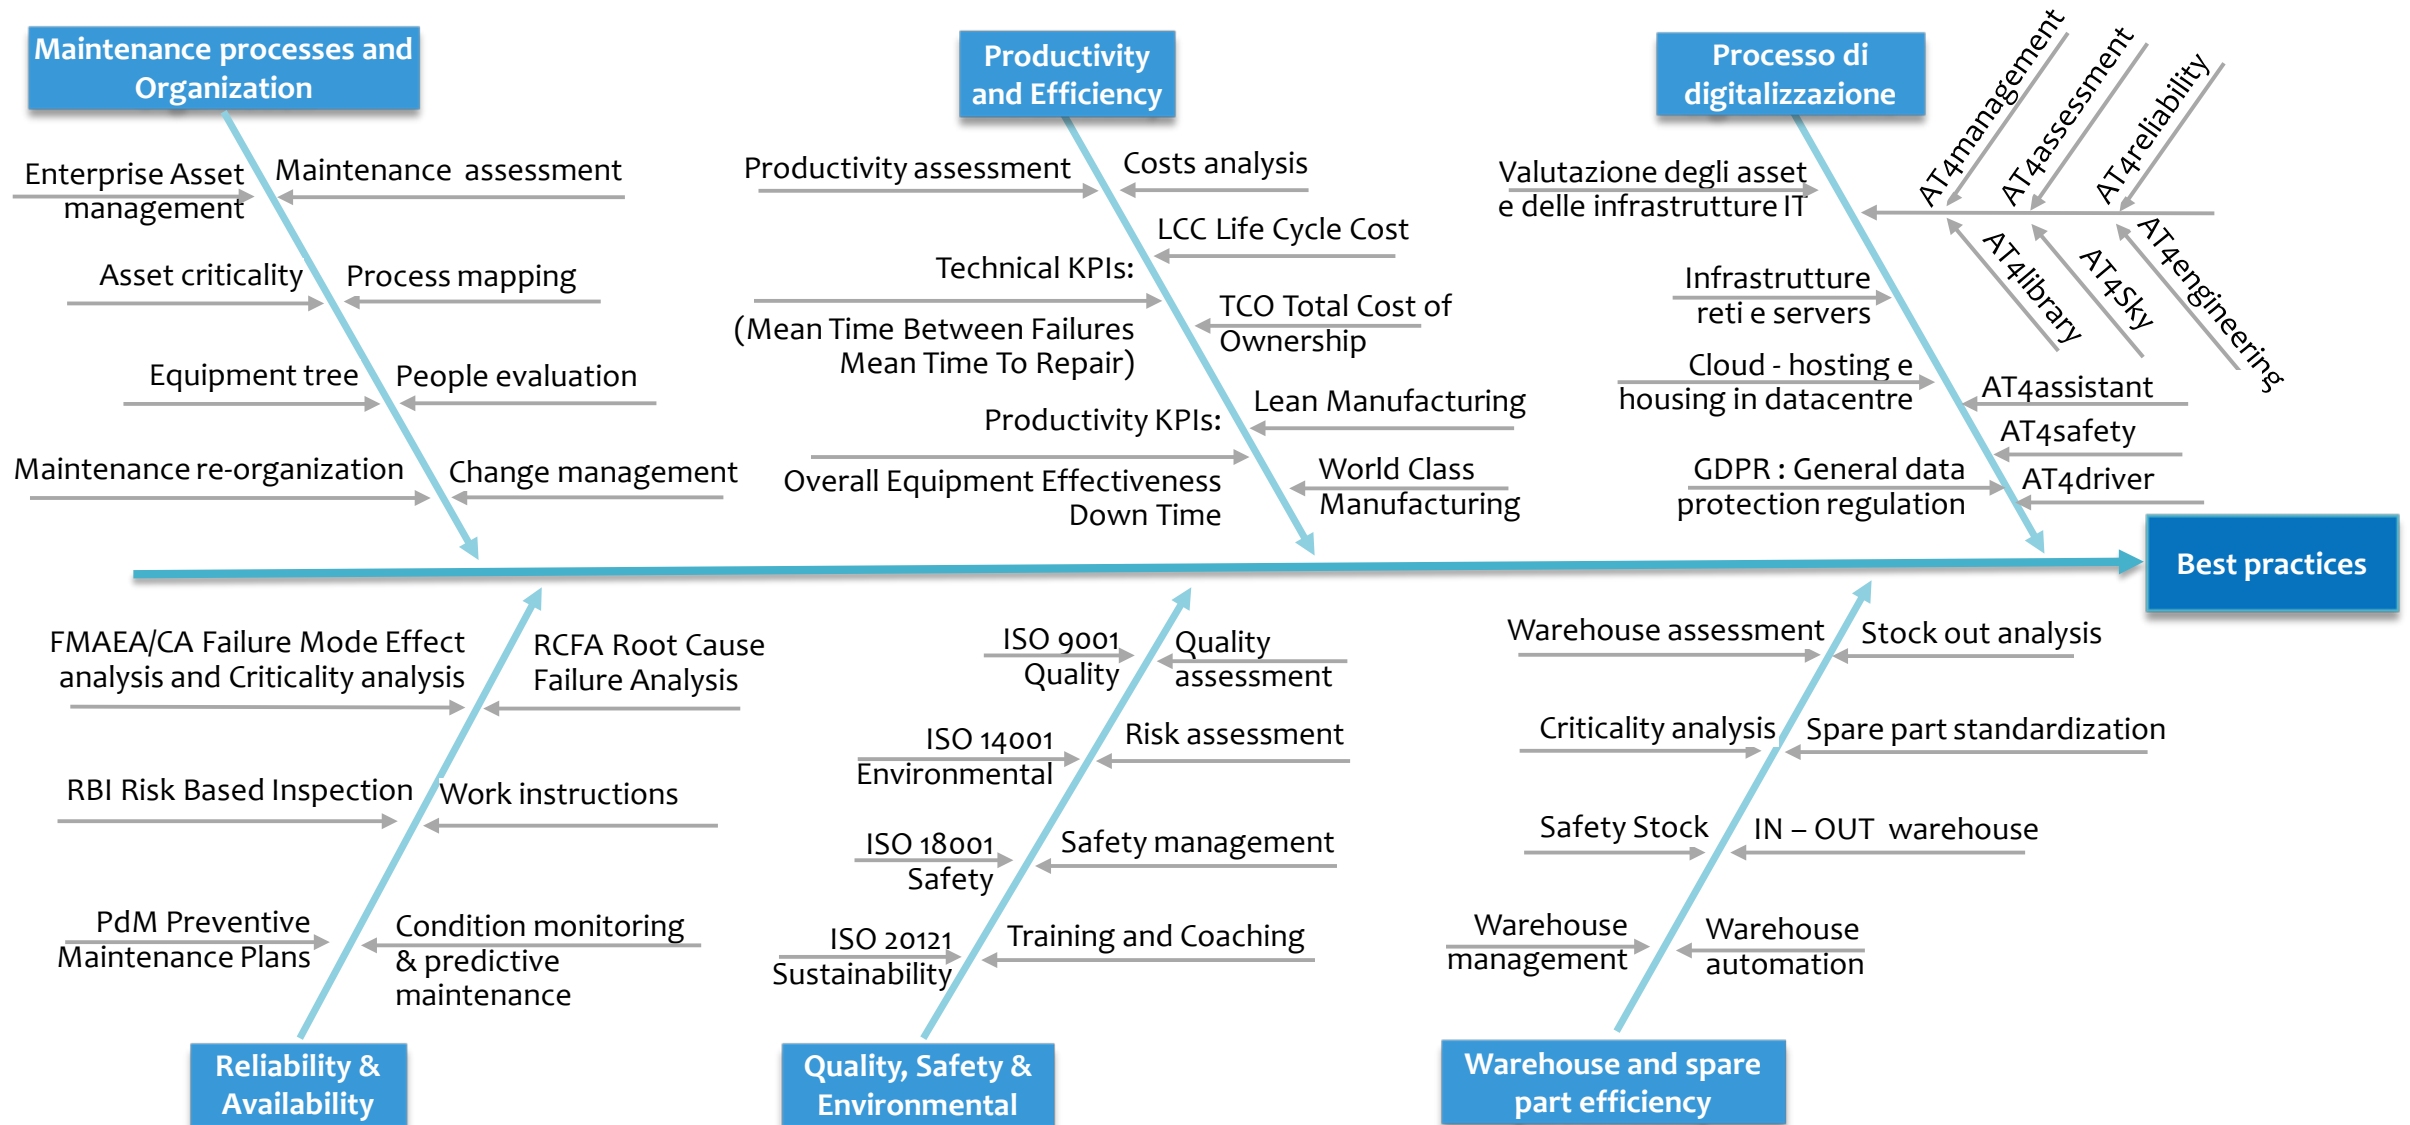 Maintenance processes and
Organization
Productivity
and Efficiency
Processo di
digitalizzazione
Enterprise Asset
management
Maintenance assessment
Asset criticality
Process mapping
Equipment tree
People evaluation
Maintenance re-organization
Change management
Productivity assessment
Costs analysis
LCC Life Cycle Cost
Technical KPIs:
(Mean Time Between Failures
Mean Time To Repair)
TCO Total Cost of
Ownership
Lean Manufacturing
Productivity KPIs:
Overall Equipment Effectiveness
Down Time
World Class
Manufacturing
Valutazione degli asset
e delle infrastrutture IT
AT4management
AT4assessment
AT4reliability
AT4library
AT4Sky
AT4engineering
Infrastrutture
reti e servers
Cloud - hosting e
housing in datacentre
AT4assistant
AT4safety
GDPR : General data
protection regulation
AT4driver
Best practices
FMAEA/CA Failure Mode Effect
analysis and Criticality analysis
RCFA Root Cause
Failure Analysis
RBI Risk Based Inspection
Work instructions
PdM Preventive
Maintenance Plans
Condition monitoring
& predictive
maintenance
ISO 9001
Quality
Quality
assessment
ISO 14001
Environmental
Risk assessment
ISO 18001
Safety
Safety management
ISO 20121
Sustainability
Training and Coaching
Warehouse assessment
Stock out analysis
Criticality analysis
Spare part standardization
Safety Stock
IN – OUT warehouse
Warehouse
management
Warehouse
automation
Reliability &
Availability
Quality, Safety &
Environmental
Warehouse and spare
part efficiency